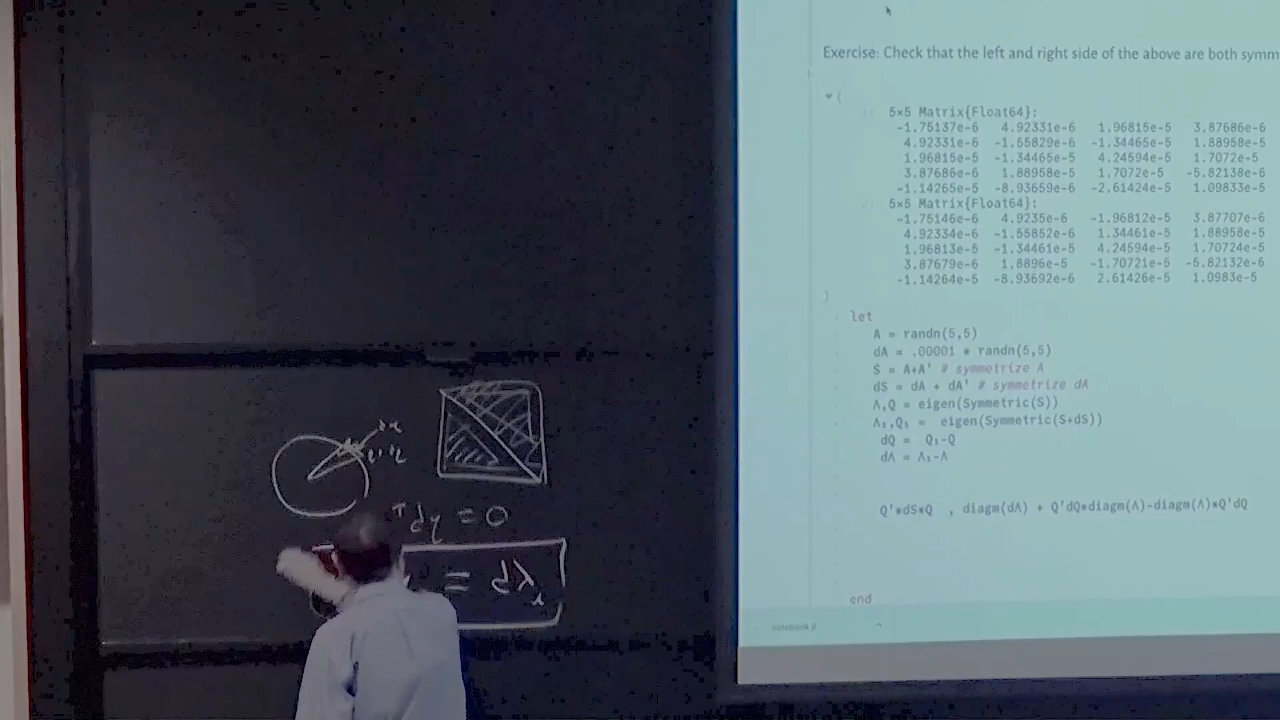 Exercise: Check that the left and right side of the above are both symm
5×5 Matrix{Float64}:
-1.75137e-6 4.92331e-6 1.96815e-5 3.87686e-6
4.92331e-6 -1.55829e-6 -1.34465e-5 1.88958e-5
1.96815e-5 -1.34465e-5 4.24594e-5 1.7072e-5
3.87686e-6 1.88958e-5 1.7072e-5 -5.82138e-6
-1.14265e-5 -8.93659e-6 -2.61424e-5 1.09833e-5
5×5 Matrix{Float64}:
-1.75146e-6 4.9235e-6 -1.96812e-5 3.87707e-6
4.92334e-6 -1.55852e-6 1.34461e-5 1.88958e-5
1.96813e-5 -1.34461e-5 4.24594e-5 1.70724e-5
3.87679e-6 1.8896e-5 -1.70721e-5 -5.82132e-6
-1.14264e-5 -8.93692e-6 2.61426e-5 1.0983e-5
)
let
A = randn(5,5)
dA = .00001 * randn(5,5)
S = A+A' # symmetrize A
dS = dA + dA' # symmetrize dA
Λ,Q = eigen(Symmetric(S))
Λ₁,Q₁ = eigen(Symmetric(S+dS))
dQ = Q₁-Q
dΛ = Λ₁-Λ
Q'*dS*Q , diagm(dΛ) + Q'dQ*diagm(Λ)-diagm(Λ)*Q'dQ
end
T dq = 0
= dλi